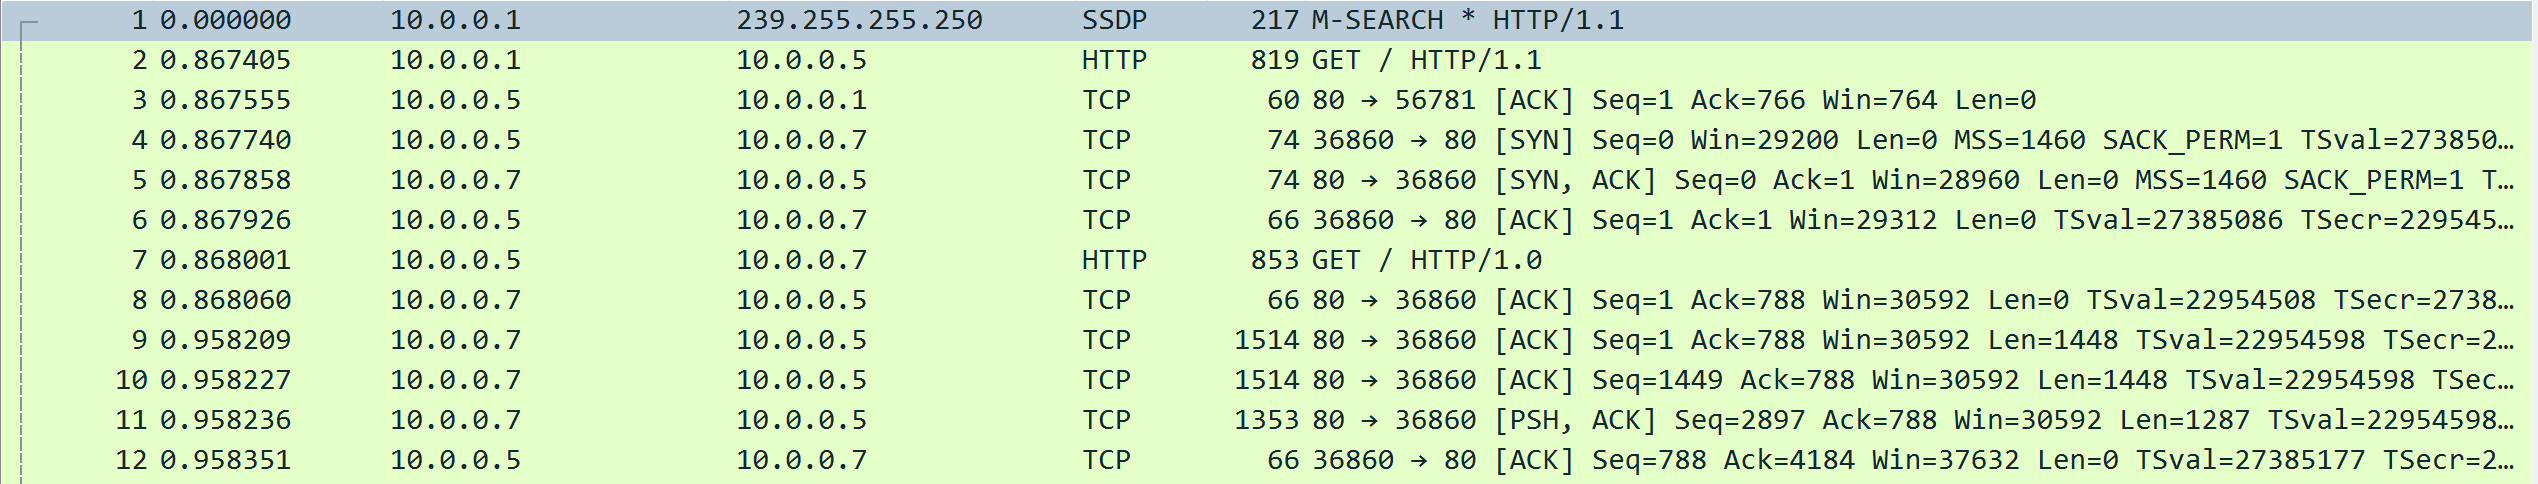 1 0.000000 10.0.0.1 239.255.255.250 SSDP 217 M-SEARCH * HTTP/1.1
2 0.867405 10.0.0.1 10.0.0.5 HTTP 819 GET / HTTP/1.1
3 0.867555 10.0.0.5 10.0.0.1 TCP 60 80 → 56781 [ACK] Seq=1 Ack=766 Win=764 Len=0
4 0.867740 10.0.0.5 10.0.0.7 TCP 74 36860 → 80 [SYN] Seq=0 Win=29200 Len=0 MSS=1460 SACK_PERM=1 TSval=273850…
5 0.867858 10.0.0.7 10.0.0.5 TCP 74 80 → 36860 [SYN, ACK] Seq=0 Ack=1 Win=28960 Len=0 MSS=1460 SACK_PERM=1 T…
6 0.867926 10.0.0.5 10.0.0.7 TCP 66 36860 → 80 [ACK] Seq=1 Ack=1 Win=29312 Len=0 TSval=27385086 TSecr=229545…
7 0.868001 10.0.0.5 10.0.0.7 HTTP 853 GET / HTTP/1.0
8 0.868060 10.0.0.7 10.0.0.5 TCP 66 80 → 36860 [ACK] Seq=1 Ack=788 Win=30592 Len=0 TSval=22954508 TSecr=2738…
9 0.958209 10.0.0.7 10.0.0.5 TCP 1514 80 → 36860 [ACK] Seq=1 Ack=788 Win=30592 Len=1448 TSval=22954598 TSecr=2…
10 0.958227 10.0.0.7 10.0.0.5 TCP 1514 80 → 36860 [ACK] Seq=1449 Ack=788 Win=30592 Len=1448 TSval=22954598 TSec…
11 0.958236 10.0.0.7 10.0.0.5 TCP 1353 80 → 36860 [PSH, ACK] Seq=2897 Ack=788 Win=30592 Len=1287 TSval=22954598…
12 0.958351 10.0.0.5 10.0.0.7 TCP 66 36860 → 80 [ACK] Seq=788 Ack=4184 Win=37632 Len=0 TSval=27385177 TSecr=2…